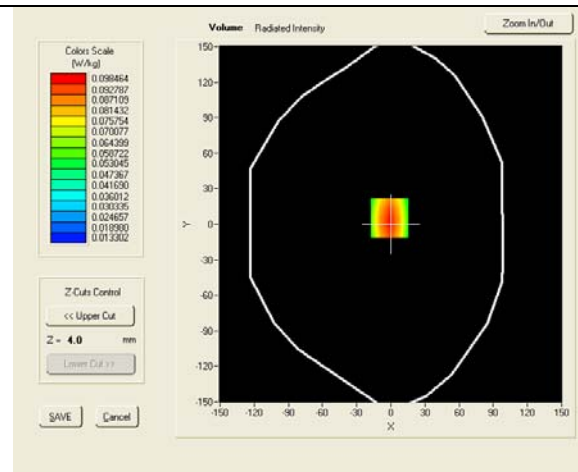 Volume Radiated Intensity
Zoom In/Out
Colors Scale
(W/kg)
0.098464
0.092787
0.087109
0.081432
0.075754
0.070077
0.064399
0.058722
0.053045
0.047367
0.041690
0.036012
0.030335
0.024657
0.018980
0.013302
Z-Cuts Control
<< Upper Cut
Z = 4.0 mm
Lower Cut >>
SAVE Cancel
150-
120-
90-
60-
30-
Y 0-
-30-
-60-
-90-
-120-
-150-
-150 -120 -90 -60 -30 0 30 60 90 120 150
X